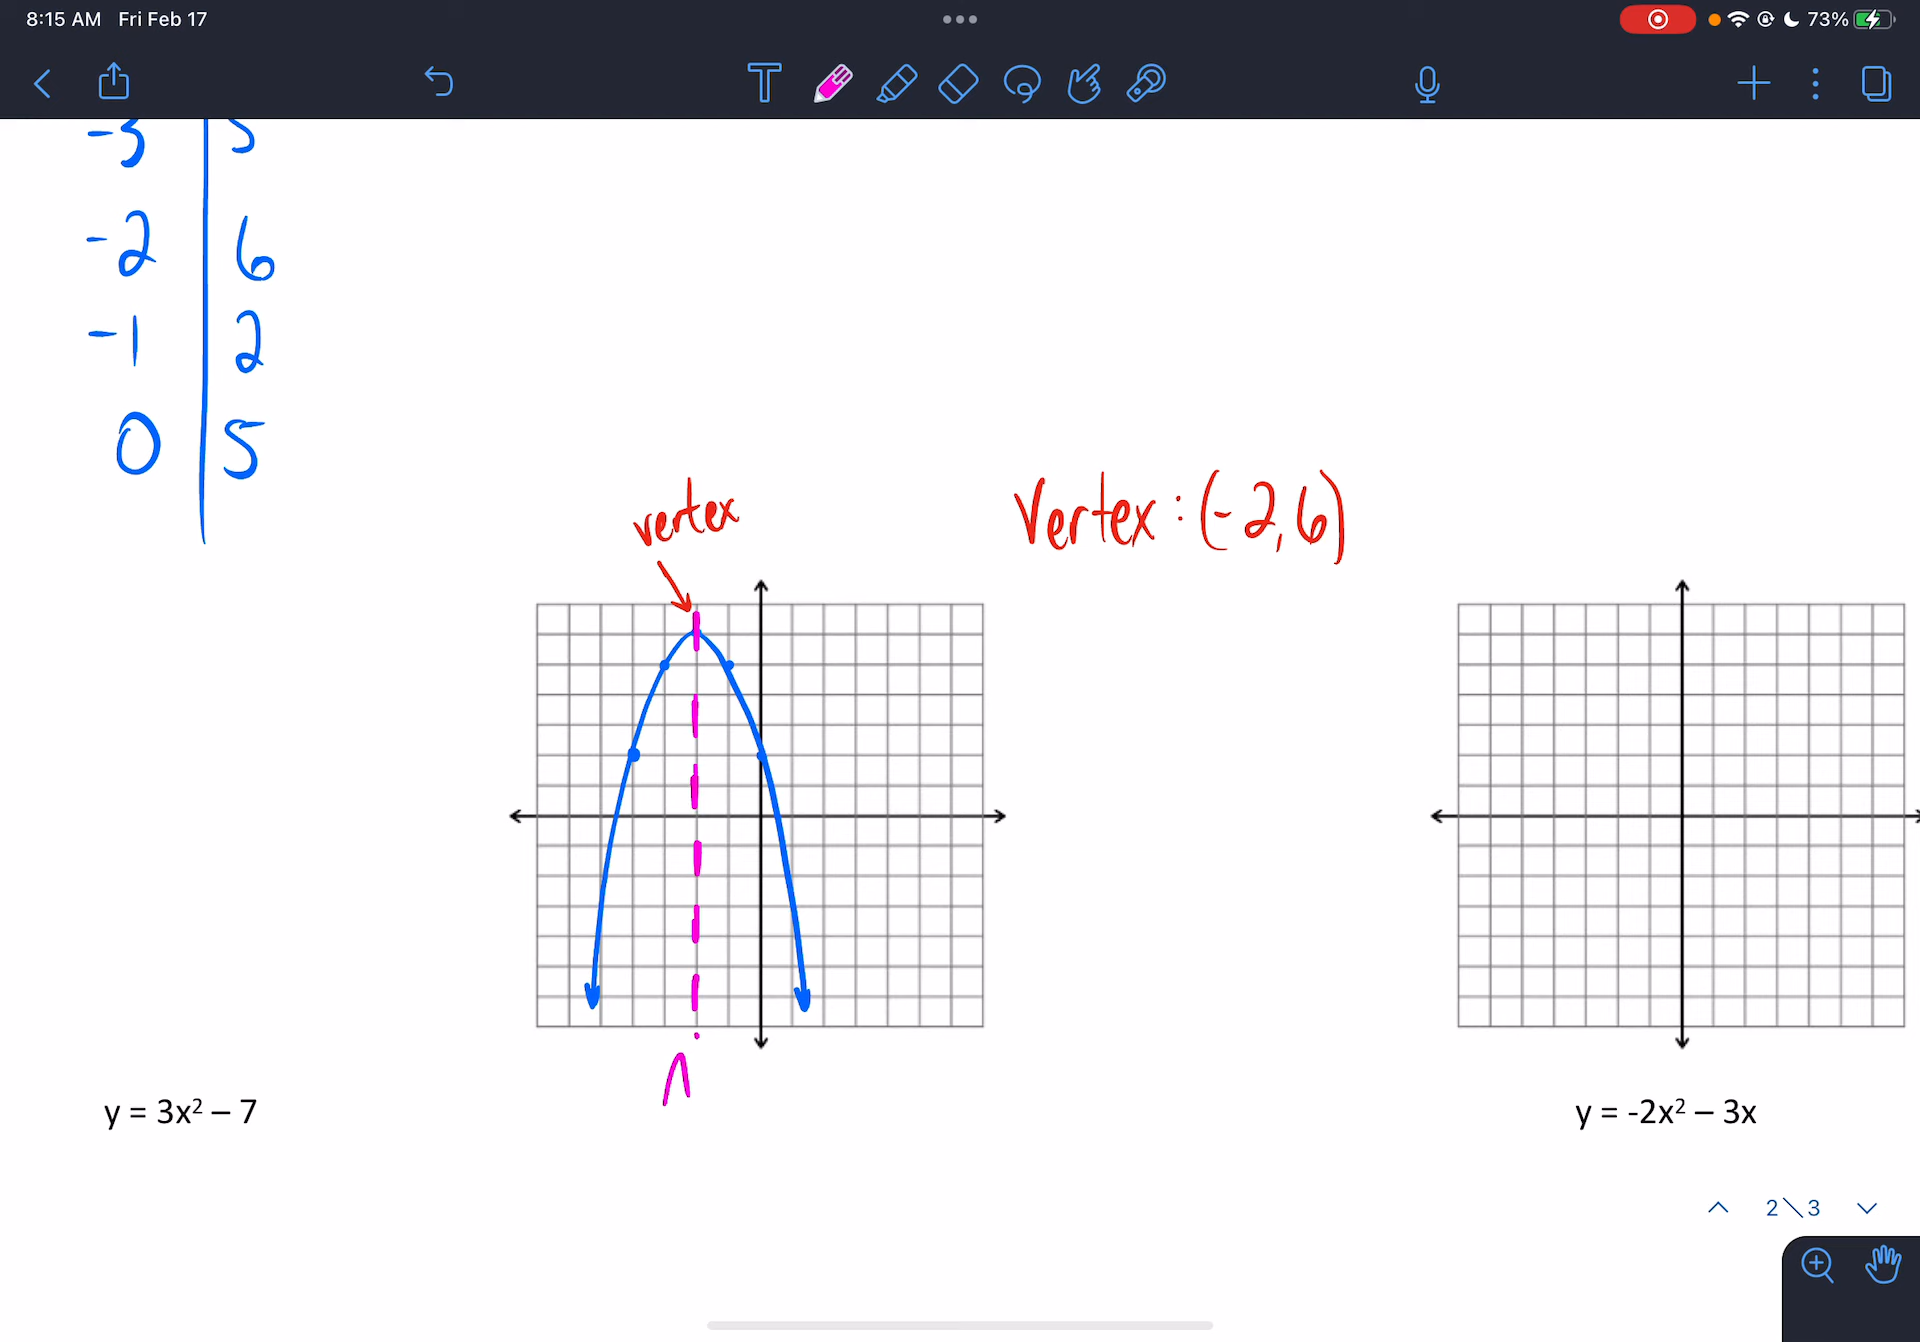 8:15 AM Fri Feb 17
73%
-3 5
-2 6
-1 2
0 5
vertex
Vertex: (-2,6)
y = 3x² – 7
y = -2x² – 3x
2\3